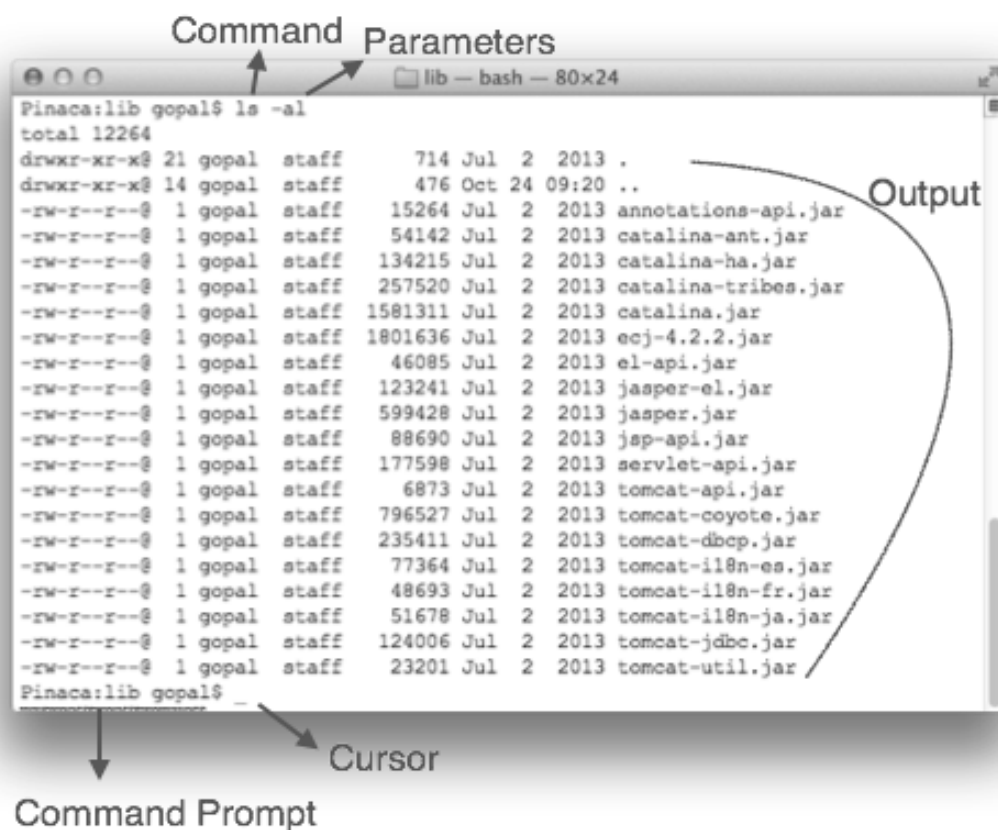 Command Parameters
lib — bash — 80×24
Pinaca:lib gopal$ ls -al
total 12264
drwxr-xr-x@ 21 gopal staff 714 Jul 2 2013 .
drwxr-xr-x@ 14 gopal staff 476 Oct 24 09:20 ..
Output
-rw-r--r--@ 1 gopal staff 15264 Jul 2 2013 annotations-api.jar
-rw-r--r--@ 1 gopal staff 54142 Jul 2 2013 catalina-ant.jar
-rw-r--r--@ 1 gopal staff 134215 Jul 2 2013 catalina-ha.jar
-rw-r--r--@ 1 gopal staff 257520 Jul 2 2013 catalina-tribes.jar
-rw-r--r--@ 1 gopal staff 1581311 Jul 2 2013 catalina.jar
-rw-r--r--@ 1 gopal staff 1801636 Jul 2 2013 ecj-4.2.2.jar
-rw-r--r--@ 1 gopal staff 46085 Jul 2 2013 el-api.jar
-rw-r--r--@ 1 gopal staff 123241 Jul 2 2013 jasper-el.jar
-rw-r--r--@ 1 gopal staff 599428 Jul 2 2013 jasper.jar
-rw-r--r--@ 1 gopal staff 88690 Jul 2 2013 jsp-api.jar
-rw-r--r--@ 1 gopal staff 177598 Jul 2 2013 servlet-api.jar
-rw-r--r--@ 1 gopal staff 6873 Jul 2 2013 tomcat-api.jar
-rw-r--r--@ 1 gopal staff 796527 Jul 2 2013 tomcat-coyote.jar
-rw-r--r--@ 1 gopal staff 235411 Jul 2 2013 tomcat-dbcp.jar
-rw-r--r--@ 1 gopal staff 77364 Jul 2 2013 tomcat-i18n-es.jar
-rw-r--r--@ 1 gopal staff 48693 Jul 2 2013 tomcat-i18n-fr.jar
-rw-r--r--@ 1 gopal staff 51678 Jul 2 2013 tomcat-i18n-ja.jar
-rw-r--r--@ 1 gopal staff 124006 Jul 2 2013 tomcat-jdbc.jar
-rw-r--r--@ 1 gopal staff 23201 Jul 2 2013 tomcat-util.jar
Pinaca:lib gopal$ _
Cursor
Command Prompt